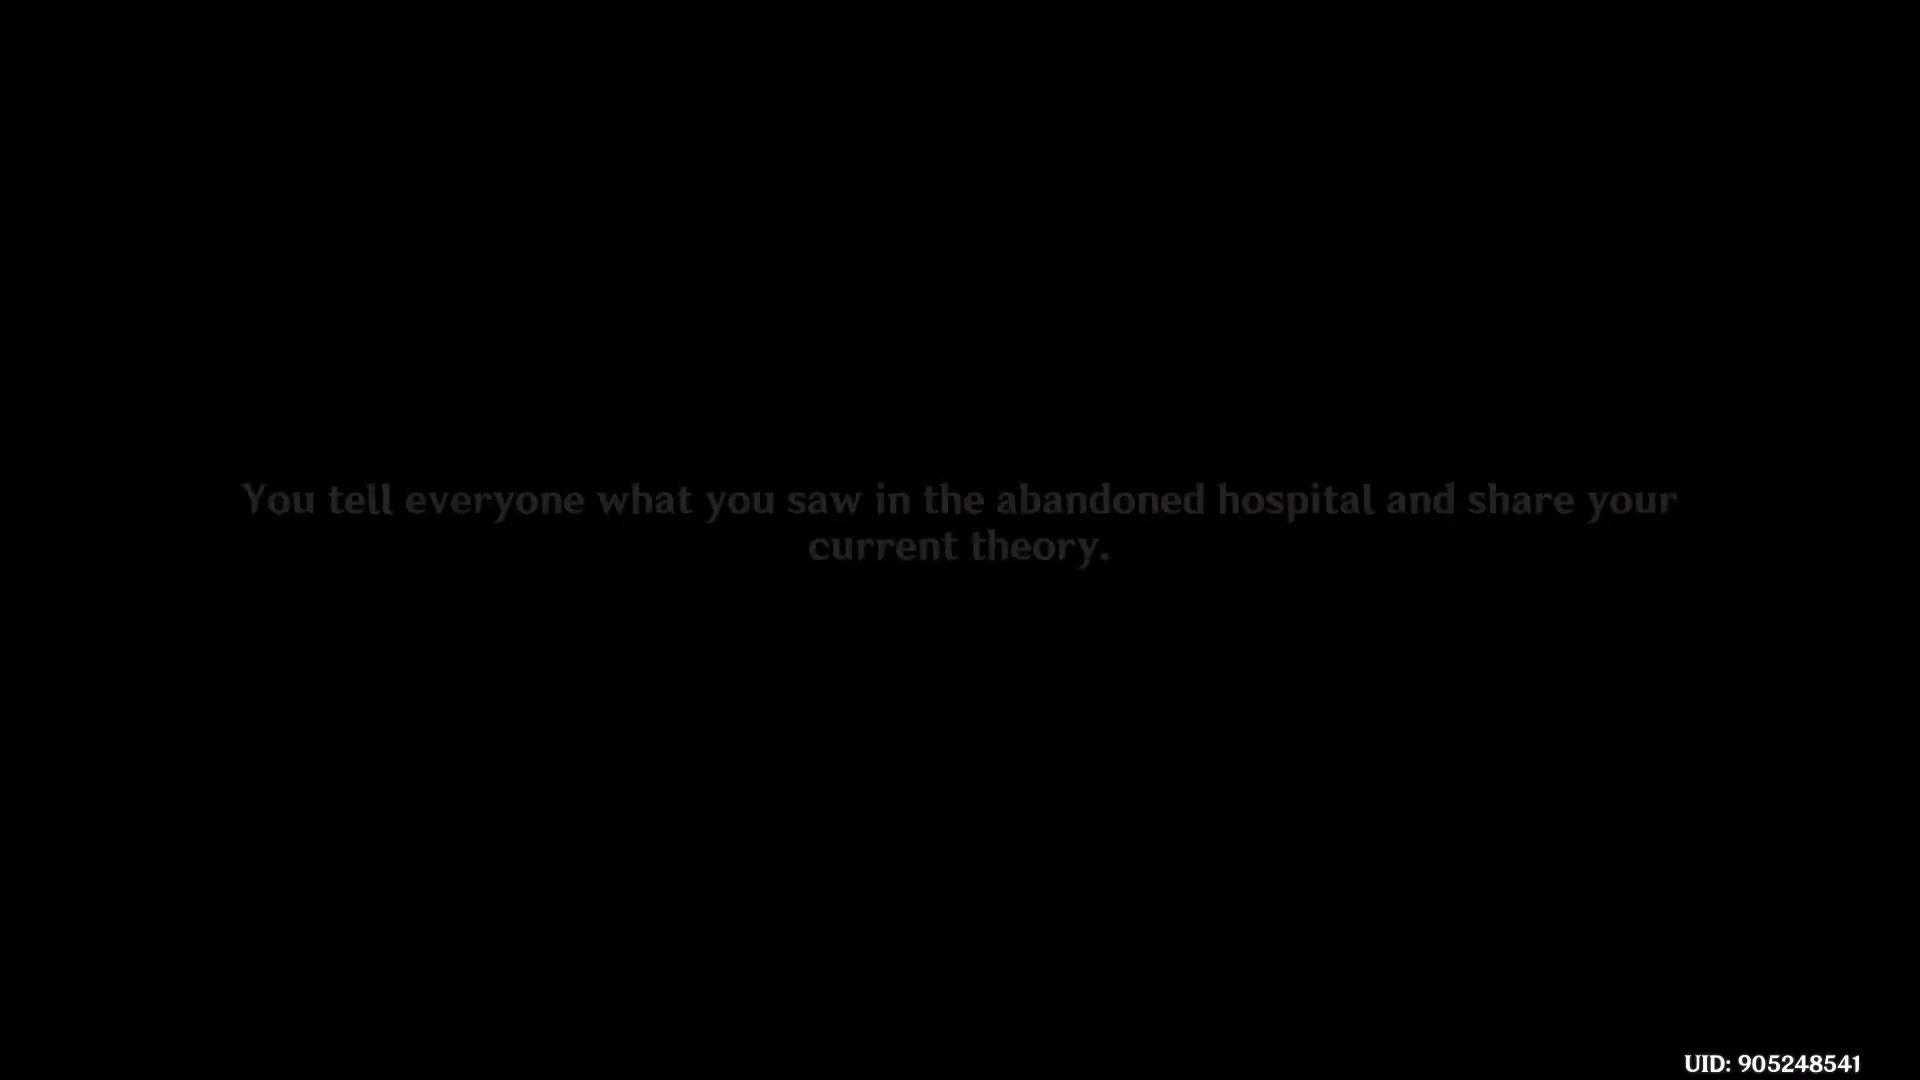 You tell everyone what you saw in the abandoned hospital and share your
current theory.
UID: 905248541